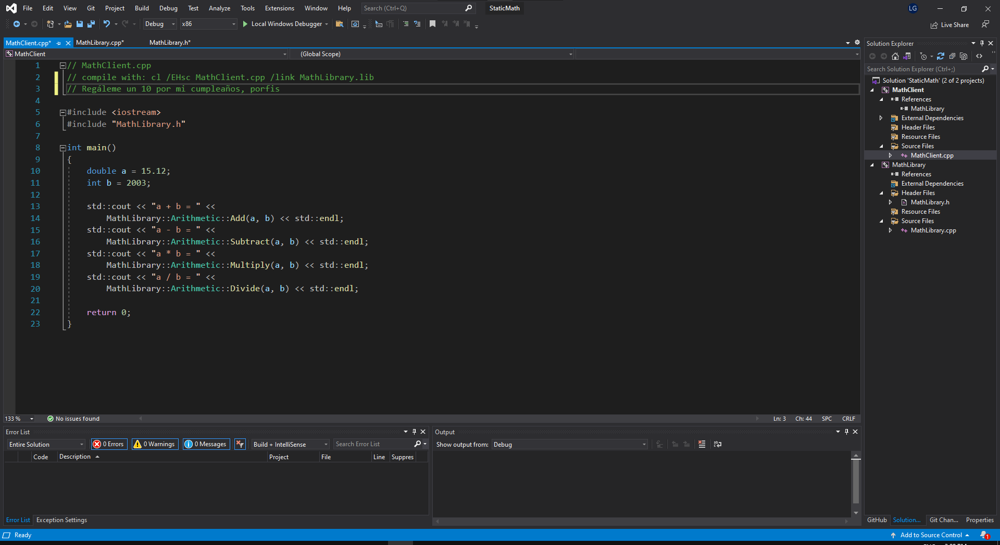 File Edit View Git Project Build Debug Test Analyze Tools Extensions Window Help Search (Ctrl+Q) StaticMath LG
Debug x86 Local Windows Debugger Live Share
MathClient.cpp* MathLibrary.cpp* MathLibrary.h*
MathClient (Global Scope)
1 // MathClient.cpp
2 // compile with: cl /EHsc MathClient.cpp /link MathLibrary.lib
3 // Regáleme un 10 por mi cumpleaños, porfis
4
5 #include <iostream>
6 #include "MathLibrary.h"
7
8 int main()
9 {
10 double a = 15.12;
11 int b = 2003;
12
13 std::cout << "a + b = " <<
14 MathLibrary::Arithmetic::Add(a, b) << std::endl;
15 std::cout << "a - b = " <<
16 MathLibrary::Arithmetic::Subtract(a, b) << std::endl;
17 std::cout << "a * b = " <<
18 MathLibrary::Arithmetic::Multiply(a, b) << std::endl;
19 std::cout << "a / b = " <<
20 MathLibrary::Arithmetic::Divide(a, b) << std::endl;
21
22 return 0;
23 }
133 % No issues found Ln: 3 Ch: 44 SPC CRLF
Solution Explorer
Search Solution Explorer (Ctrl+;)
Solution 'StaticMath' (2 of 2 projects)
MathClient
References
MathLibrary
External Dependencies
Header Files
Resource Files
Source Files
MathClient.cpp
MathLibrary
References
External Dependencies
Header Files
MathLibrary.h
Resource Files
Source Files
MathLibrary.cpp
Error List
Entire Solution 0 Errors 0 Warnings 0 Messages Build + IntelliSense Search Error List
Code Description Project File Line Suppres
Error List Exception Settings
Output
Show output from: Debug
GitHub Solution... Git Chan... Properties
Ready Add to Source Control 1